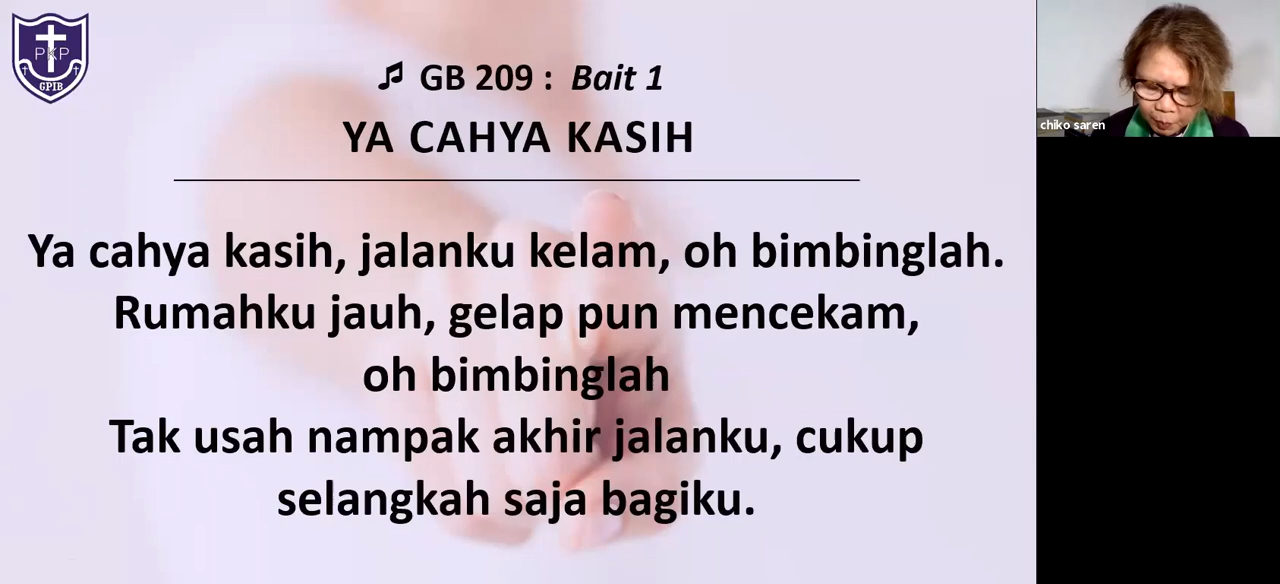 PKP
GPIB
♫ GB 209 : Bait 1
YA CAHYA KASIH
Ya cahya kasih, jalanku kelam, oh bimbinglah.
Rumahku jauh, gelap pun mencekam,
oh bimbinglah
Tak usah nampak akhir jalanku, cukup
selangkah saja bagiku.
chiko saren